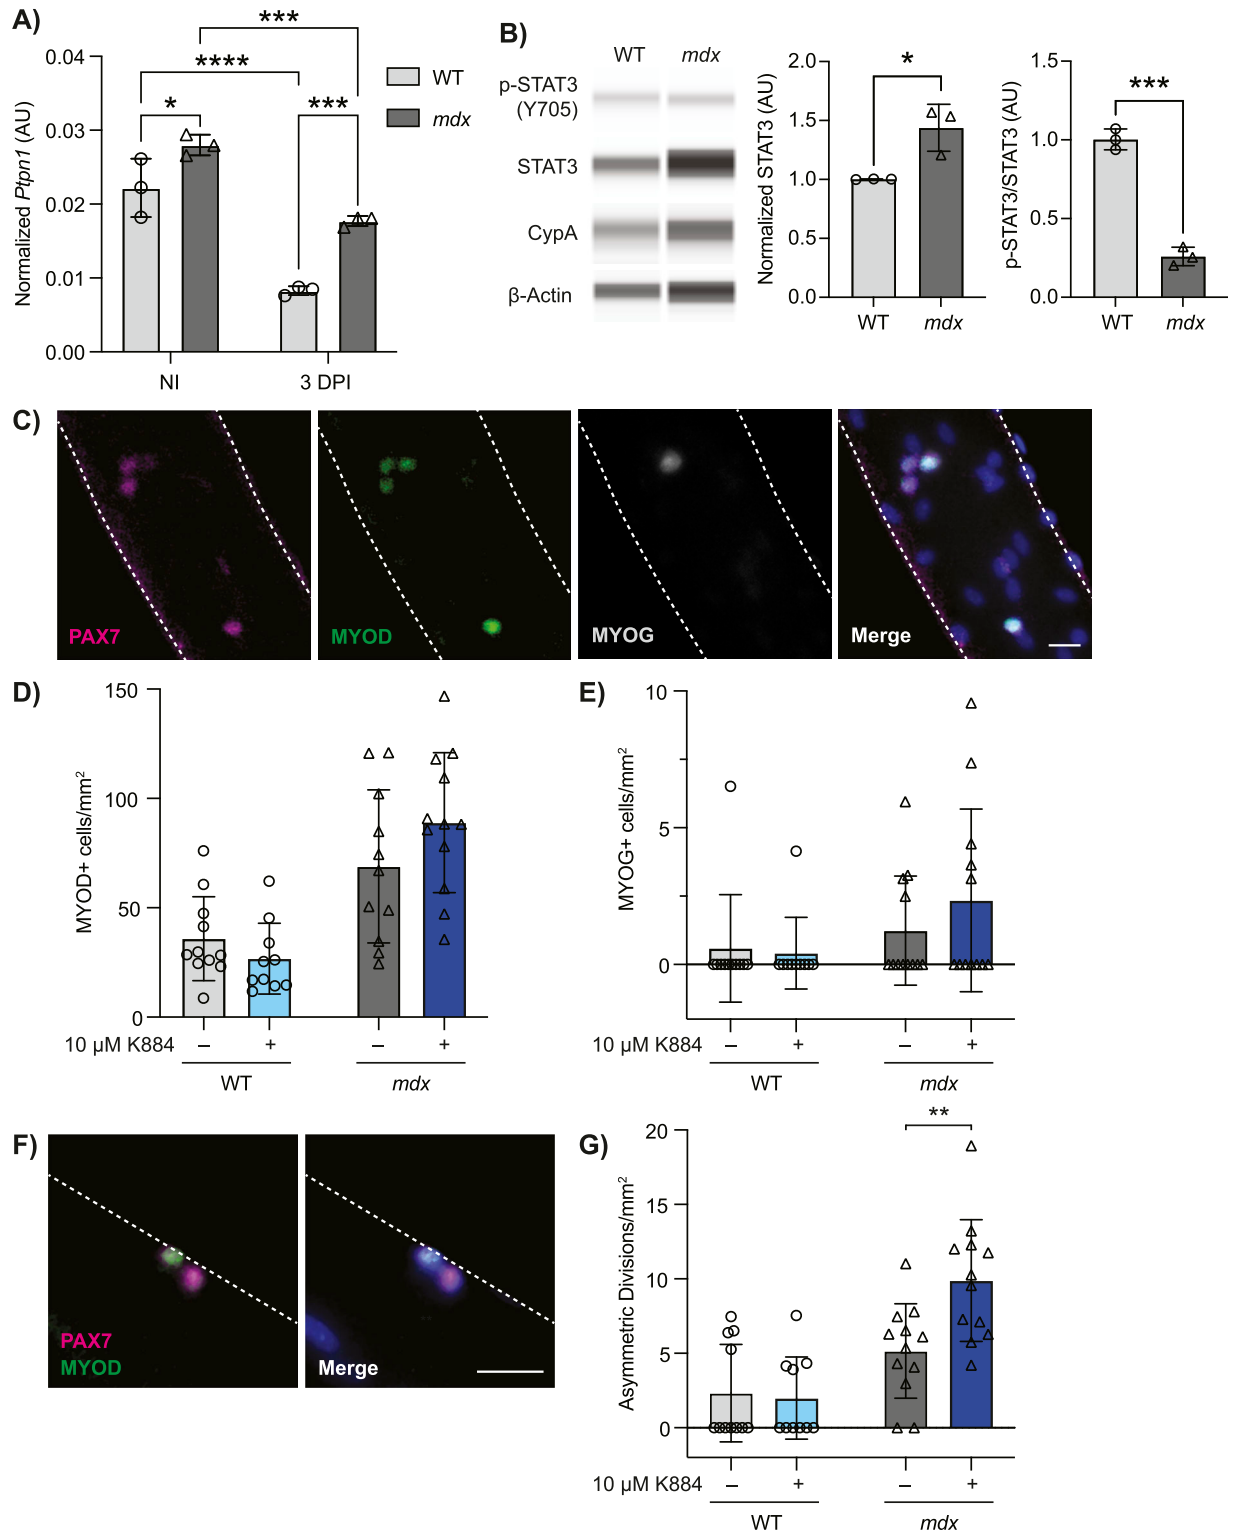 A)
Normalized Ptpn1 (AU)
0.04
0.03
0.02
0.01
0.00
*
****
***
***
NI
3 DPI
WT
mdx
B)
WT
mdx
p-STAT3
(Y705)
STAT3
CypA
β-Actin
Normalized STAT3 (AU)
2.0
1.5
1.0
0.5
0.0
*
WT
mdx
p-STAT3/STAT3 (AU)
1.5
1.0
0.5
0.0
***
WT
mdx
C)
PAX7
MYOD
MYOG
Merge
D)
MYOD+ cells/mm²
150
100
50
0
10 µM K884
–
+
–
+
WT
mdx
E)
MYOG+ cells/mm²
10
5
0
10 µM K884
–
+
–
+
WT
mdx
F)
PAX7
MYOD
Merge
G)
Asymmetric Divisions/mm²
20
15
10
5
0
**
10 µM K884
–
+
–
+
WT
mdx